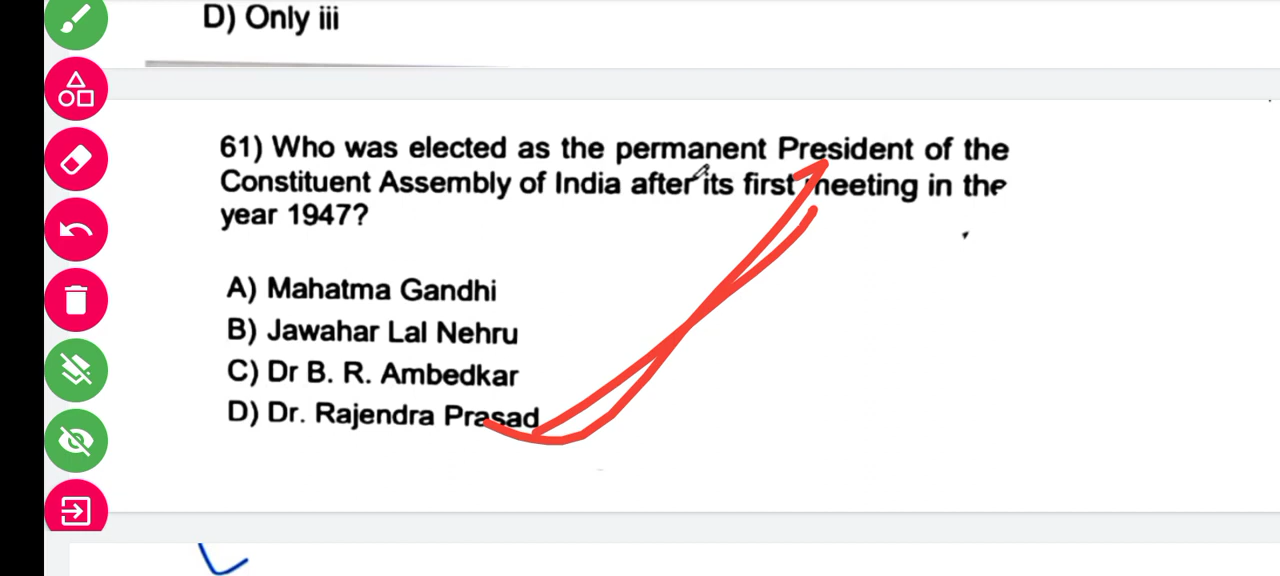 D) Only iii
61) Who was elected as the permanent President of the
Constituent Assembly of India after its first meeting in the
year 1947?
A) Mahatma Gandhi
B) Jawahar Lal Nehru
C) Dr B. R. Ambedkar
D) Dr. Rajendra Prasad